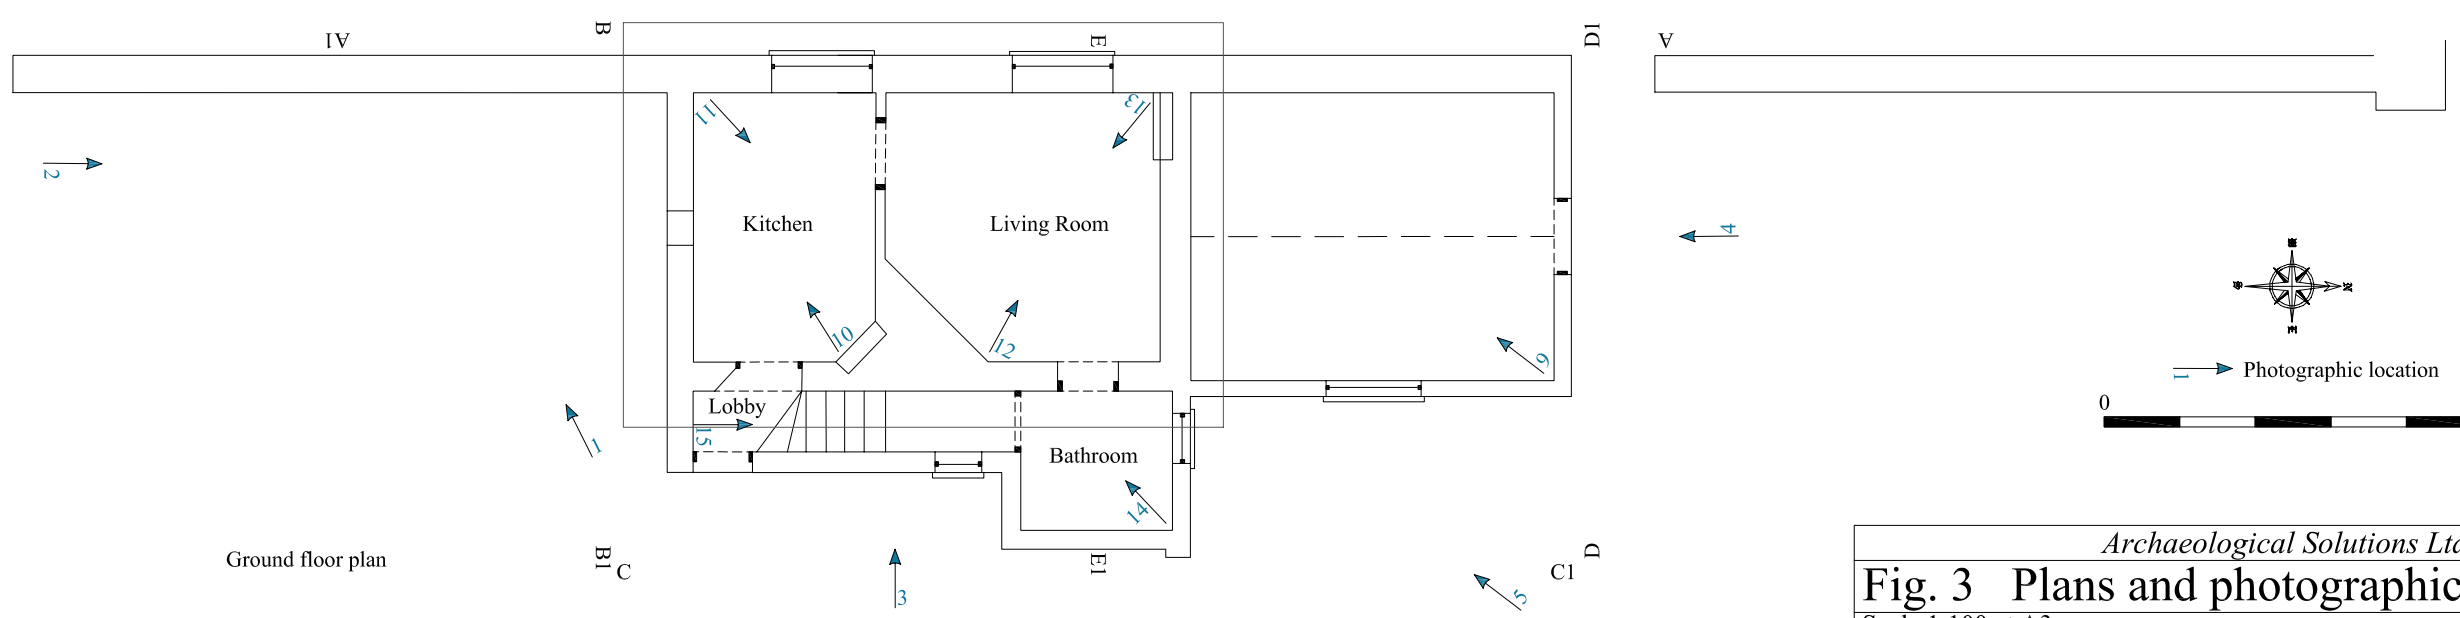 A1
B
E
D1
A
11
13
2
Kitchen
Living Room
4
10
12
9
1
Photographic location
0
Lobby
15
1
Bathroom
14
Ground floor plan
B1
C
3
E1
D
C1
5
Archaeological Solutions Ltd
Fig. 3 Plans and photographic